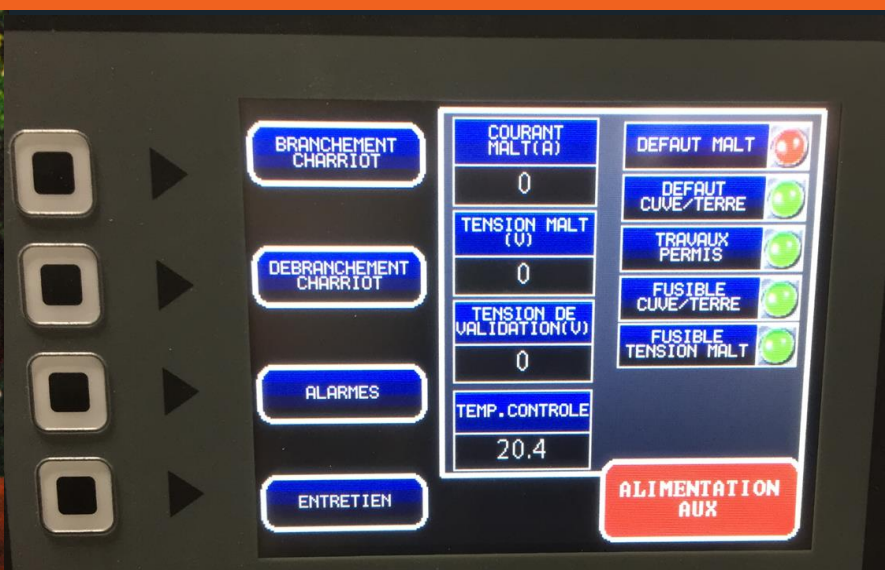 BRANCHEMENT
CHARRIOT
DEBRANCHEMENT
CHARRIOT
ALARMES
ENTRETIEN
COURANT
MALT(A)
0
TENSION MALT
(V)
0
TENSION DE
VALIDATION(V)
0
TEMP.CONTROLE
20.4
DEFAUT MALT
DEFAUT
CUVE/TERRE
TRAVAUX
PERMIS
FUSIBLE
CUVE/TERRE
FUSIBLE
TENSION MALT
ALIMENTATION
AUX